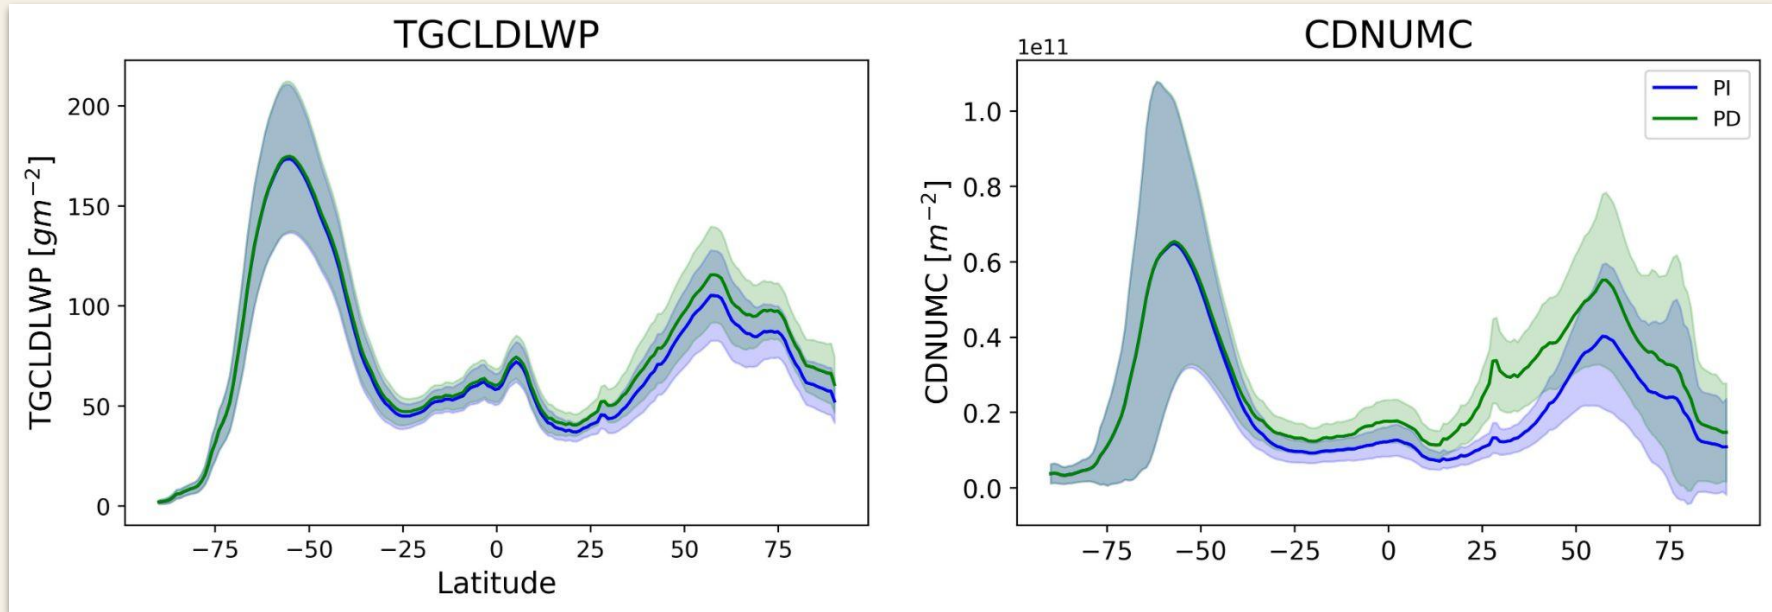 TGCLDLWP
TGCLDLWP [gm⁻²]
200
150
100
50
0
−75 −50 −25 0 25 50 75
Latitude
CDNUMC
1e11
CDNUMC [m⁻²]
1.0
0.8
0.6
0.4
0.2
0.0
PI
PD
−75 −50 −25 0 25 50 75